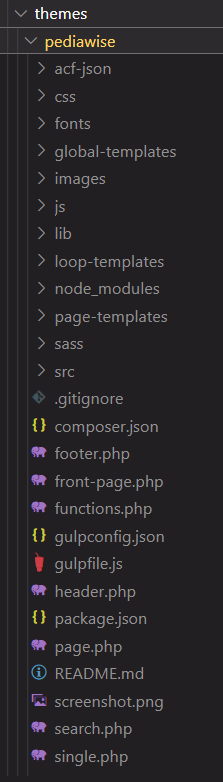 themes
pediawise
acf-json
css
fonts
global-templates
images
js
lib
loop-templates
node_modules
page-templates
sass
src
.gitignore
composer.json
footer.php
front-page.php
functions.php
gulpconfig.json
gulpfile.js
header.php
package.json
page.php
README.md
screenshot.png
search.php
single.php